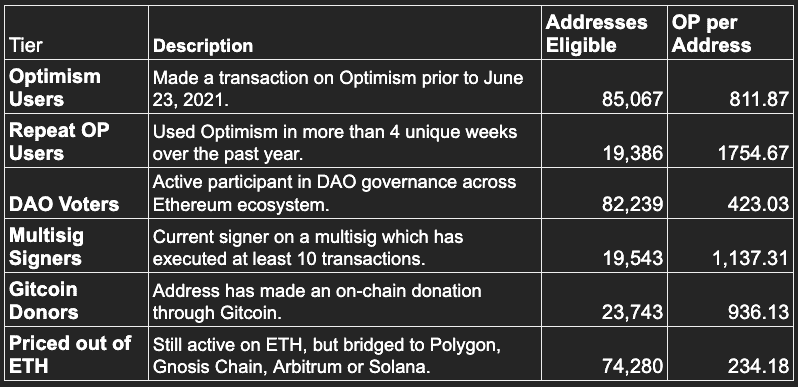 Tier Description Addresses Eligible OP per Address
Optimism Users Made a transaction on Optimism prior to June 23, 2021. 85,067 811.87
Repeat OP Users Used Optimism in more than 4 unique weeks over the past year. 19,386 1754.67
DAO Voters Active participant in DAO governance across Ethereum ecosystem. 82,239 423.03
Multisig Signers Current signer on a multisig which has executed at least 10 transactions. 19,543 1,137.31
Gitcoin Donors Address has made an on-chain donation through Gitcoin. 23,743 936.13
Priced out of ETH Still active on ETH, but bridged to Polygon, Gnosis Chain, Arbitrum or Solana. 74,280 234.18